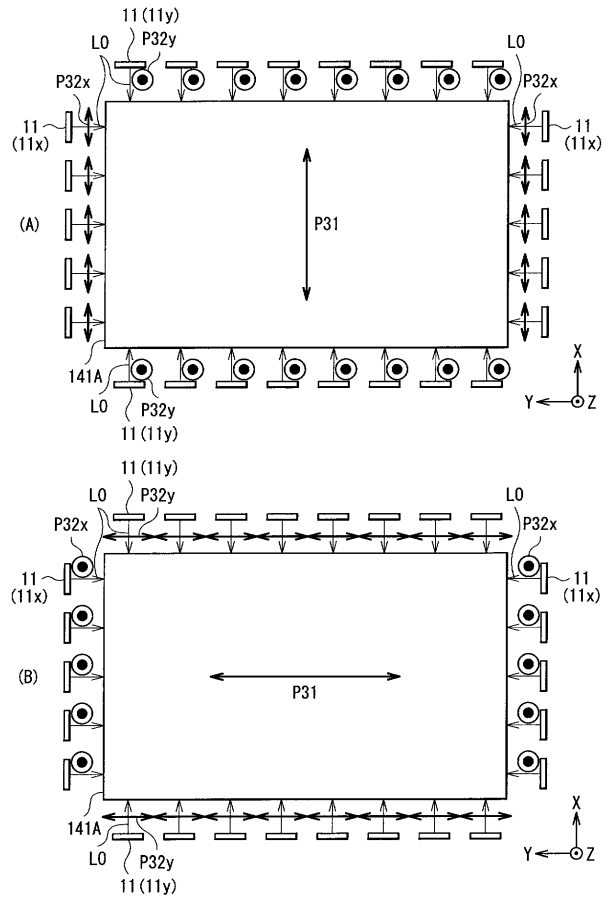 11(11y)
L0
P32y
L0
P32x
P32x
11
(11x)
11
(11x)
(A)
P31
141A
L0
P32y
11(11y)
X
Y
Z
11(11y)
L0
P32y
L0
P32x
P32x
11
(11x)
11
(11x)
(B)
P31
141A
L0
P32y
11(11y)
X
Y
Z